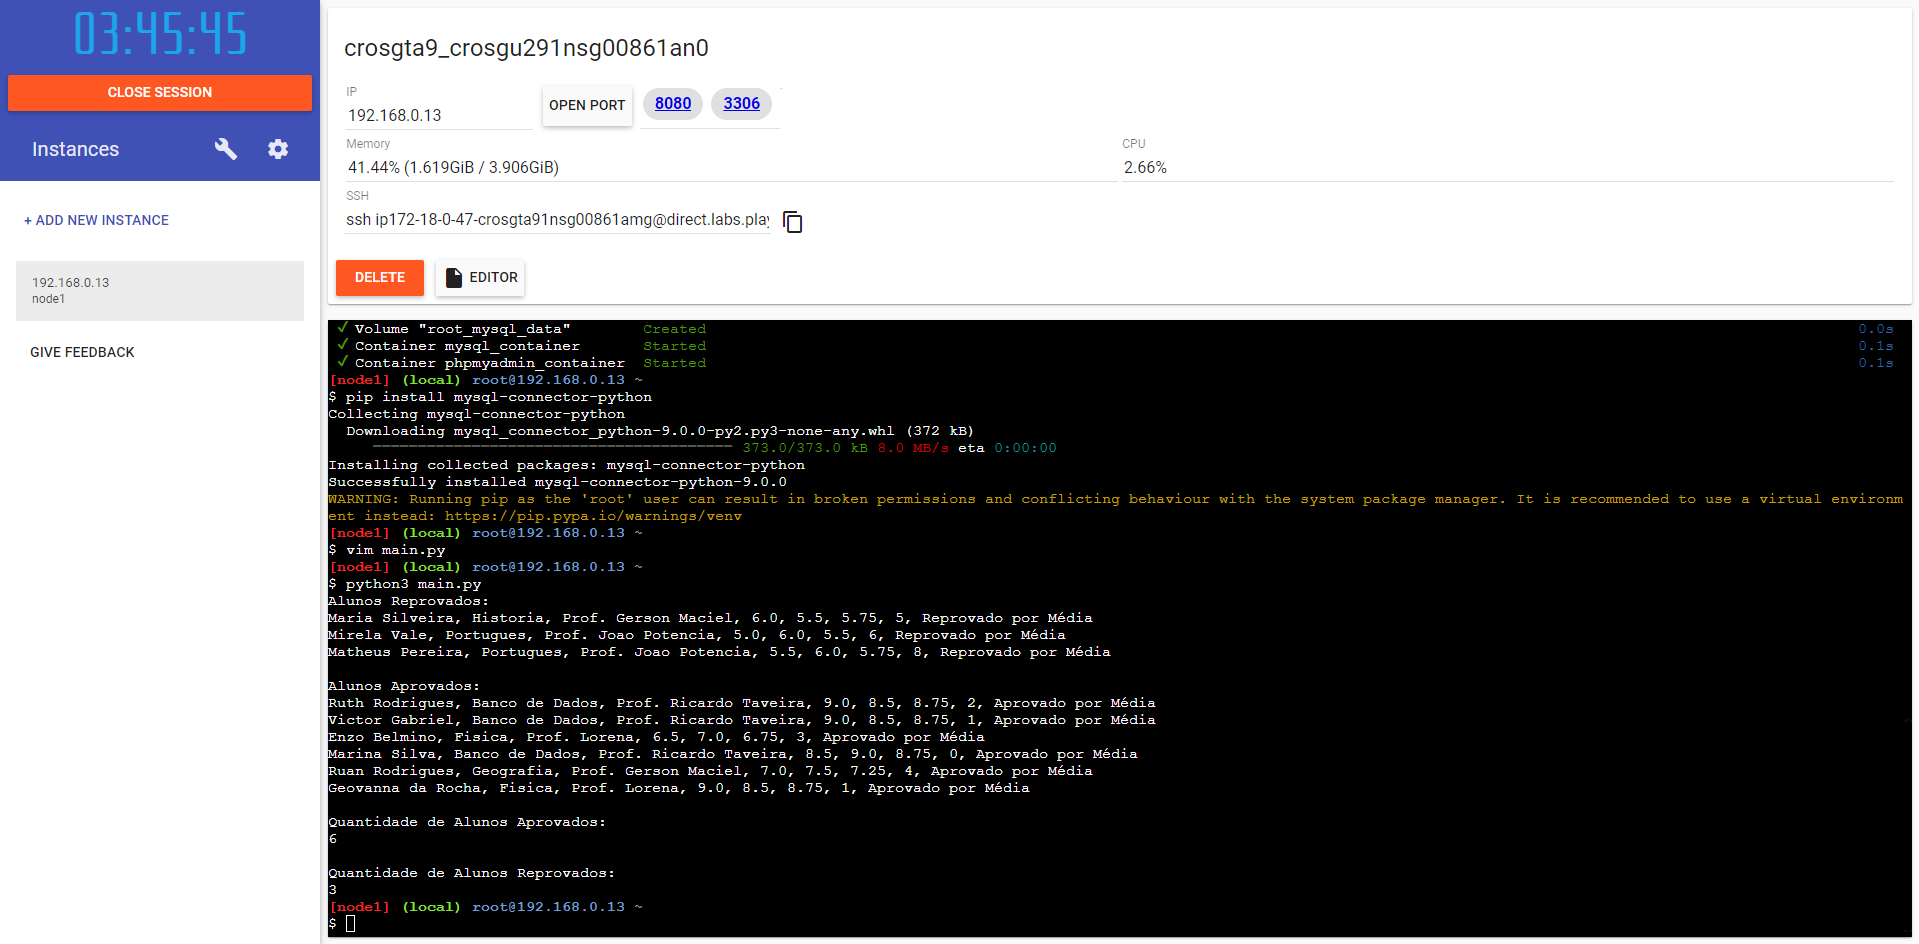 03:45:45
CLOSE SESSION
Instances
+ ADD NEW INSTANCE
192.168.0.13
node1
GIVE FEEDBACK
crosgta9_crosgu291nsg00861an0
IP
192.168.0.13
OPEN PORT
8080
3306
Memory
41.44% (1.619GiB / 3.906GiB)
CPU
2.66%
SSH
ssh ip172-18-0-47-crosgta91nsg00861amg@direct.labs.play
DELETE
EDITOR
✓ Volume "root_mysql_data" Created 0.0s
✓ Container mysql_container Started 0.1s
✓ Container phpmyadmin_container Started 0.1s
[node1] (local) root@192.168.0.13 ~
$ pip install mysql-connector-python
Collecting mysql-connector-python
Downloading mysql_connector_python-9.0.0-py2.py3-none-any.whl (372 kB)
373.0/373.0 kB 8.0 MB/s eta 0:00:00
Installing collected packages: mysql-connector-python
Successfully installed mysql-connector-python-9.0.0
WARNING: Running pip as the 'root' user can result in broken permissions and conflicting behaviour with the system package manager. It is recommended to use a virtual environm
ent instead: https://pip.pypa.io/warnings/venv
[node1] (local) root@192.168.0.13 ~
$ vim main.py
[node1] (local) root@192.168.0.13 ~
$ python3 main.py
Alunos Reprovados:
Maria Silveira, Historia, Prof. Gerson Maciel, 6.0, 5.5, 5.75, 5, Reprovado por Média
Mirela Vale, Portugues, Prof. Joao Potencia, 5.0, 6.0, 5.5, 6, Reprovado por Média
Matheus Pereira, Portugues, Prof. Joao Potencia, 5.5, 6.0, 5.75, 8, Reprovado por Média
Alunos Aprovados:
Ruth Rodrigues, Banco de Dados, Prof. Ricardo Taveira, 9.0, 8.5, 8.75, 2, Aprovado por Média
Victor Gabriel, Banco de Dados, Prof. Ricardo Taveira, 9.0, 8.5, 8.75, 1, Aprovado por Média
Enzo Belmino, Fisica, Prof. Lorena, 6.5, 7.0, 6.75, 3, Aprovado por Média
Marina Silva, Banco de Dados, Prof. Ricardo Taveira, 8.5, 9.0, 8.75, 0, Aprovado por Média
Ruan Rodrigues, Geografia, Prof. Gerson Maciel, 7.0, 7.5, 7.25, 4, Aprovado por Média
Geovanna da Rocha, Fisica, Prof. Lorena, 9.0, 8.5, 8.75, 1, Aprovado por Média
Quantidade de Alunos Aprovados:
6
Quantidade de Alunos Reprovados:
3
[node1] (local) root@192.168.0.13 ~
$